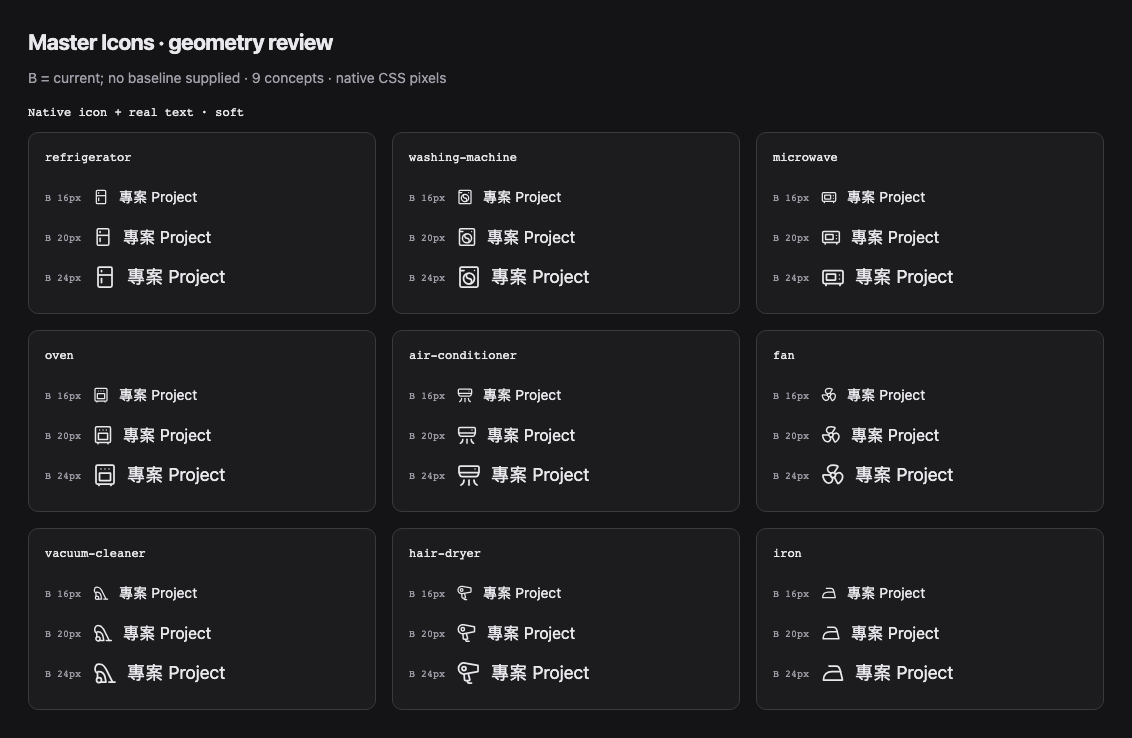 Master Icons · geometry review
B = current; no baseline supplied · 9 concepts · native CSS pixels
Native icon + real text · soft
refrigerator
B 16px 專案 Project
B 20px 專案 Project
B 24px 專案 Project
washing-machine
B 16px 專案 Project
B 20px 專案 Project
B 24px 專案 Project
microwave
B 16px 專案 Project
B 20px 專案 Project
B 24px 專案 Project
oven
B 16px 專案 Project
B 20px 專案 Project
B 24px 專案 Project
air-conditioner
B 16px 專案 Project
B 20px 專案 Project
B 24px 專案 Project
fan
B 16px 專案 Project
B 20px 專案 Project
B 24px 專案 Project
vacuum-cleaner
B 16px 專案 Project
B 20px 專案 Project
B 24px 專案 Project
hair-dryer
B 16px 專案 Project
B 20px 專案 Project
B 24px 專案 Project
iron
B 16px 專案 Project
B 20px 專案 Project
B 24px 專案 Project